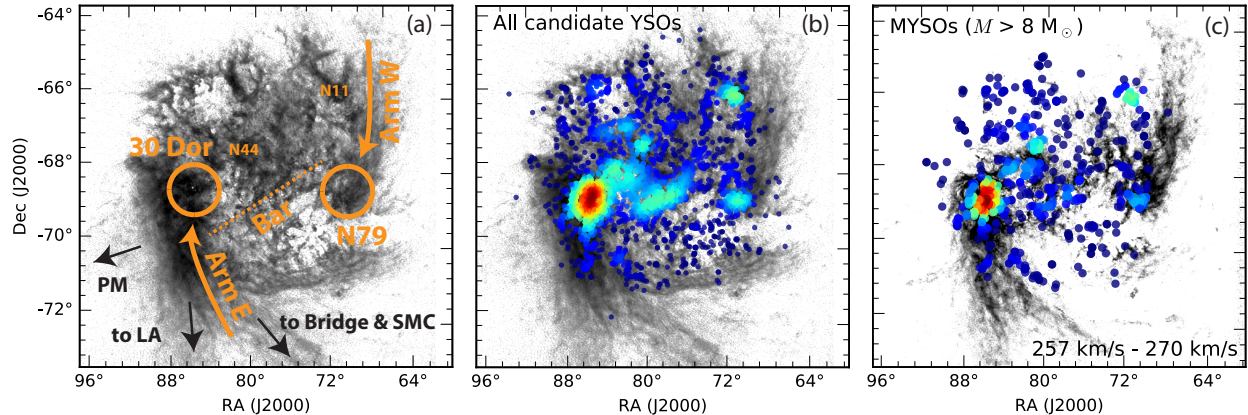 (a)
-64°
-66°
-68°
-70°
-72°
Dec (J2000)
N11
Arm W
30 Dor
N44
Bar
N79
Arm E
PM
to LA
to Bridge & SMC
96°
88°
80°
72°
64°
RA (J2000)
All candidate YSOs
(b)
96°
88°
80°
72°
64°
RA (J2000)
MYSOs (M > 8 M⊙)
(c)
257 km/s - 270 km/s
96°
88°
80°
72°
64°
RA (J2000)